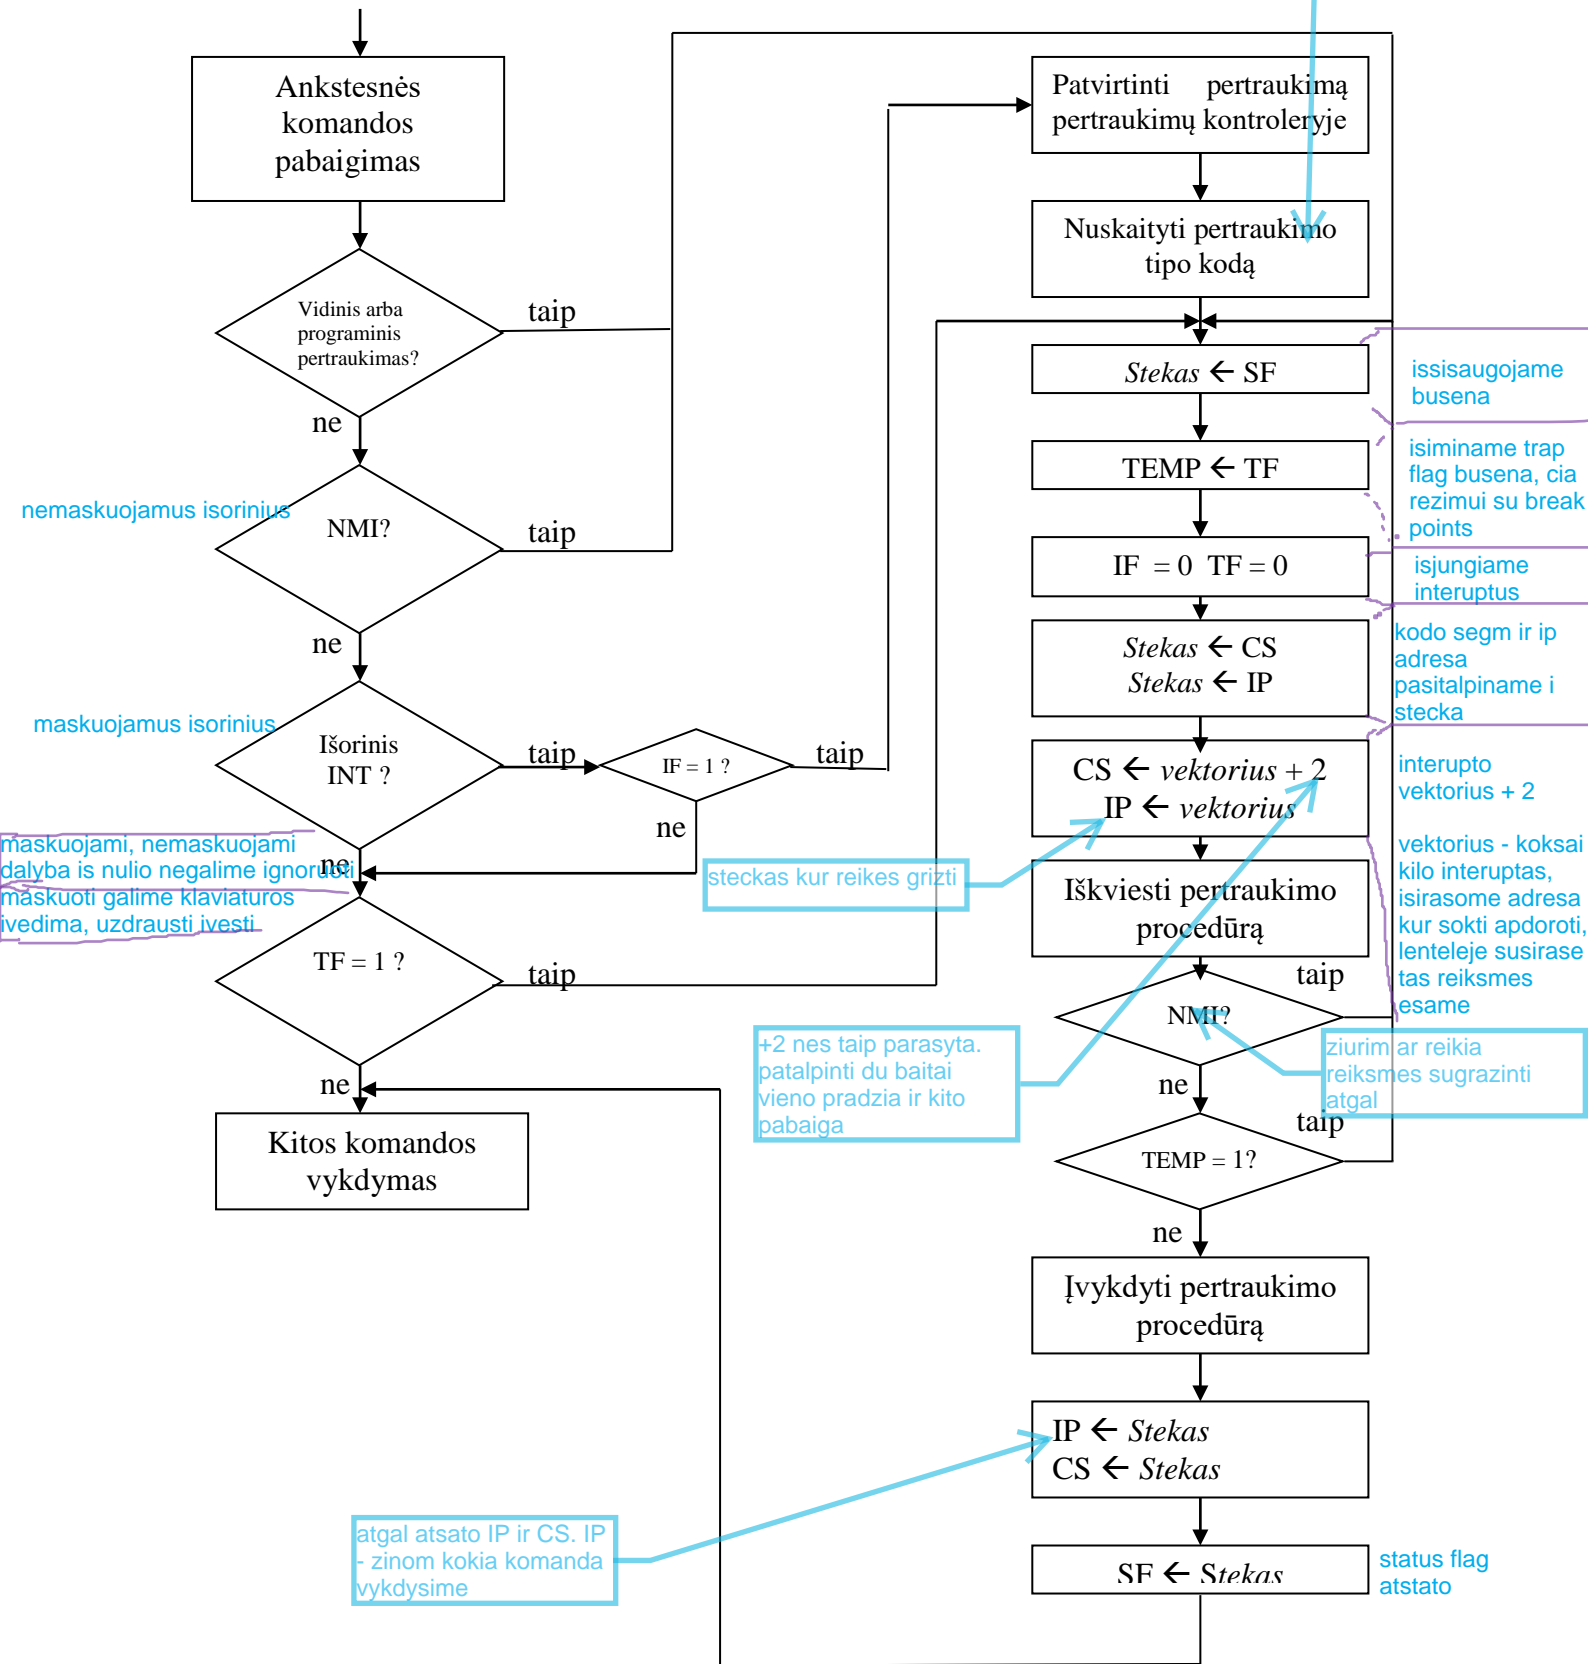 Ankstesnės
komandos
pabaigimas
Vidinis arba
programinis
pertraukimas?
taip
ne
nemaskuojamus isorinius
NMI?
taip
ne
maskuojamus isorinius
Išorinis
INT ?
taip
IF = 1 ?
taip
ne
ne
maskuojami, nemaskuojami
dalyba is nulio negalime ignoruoti
maskuoti galime klaviaturos
ivedima, uzdrausti ivesti
TF = 1 ?
taip
ne
Kitos komandos
vykdymas
Patvirtinti pertraukimą
pertraukimų kontroleryje
Nuskaityti pertraukimo
tipo kodą
Stekas ← SF
issisaugojame
busena
TEMP ← TF
isiminame trap
flag busena, cia
rezimui su break
points
IF = 0 TF = 0
isjungiame
interuptus
Stekas ← CS
Stekas ← IP
kodo segm ir ip
adresa
pasitalpiname i
stecka
CS ← vektorius + 2
IP ← vektorius
interupto
vektorius + 2
vektorius - koksai
kilo interuptas,
isirasome adresa
kur sokti apdoroti,
lenteleje susirase
tas reiksmes
esame
steckas kur reikes grizti
Iškviesti pertraukimo
procedūrą
taip
NMI?
ne
+2 nes taip parasyta.
patalpinti du baitai
vieno pradzia ir kito
pabaiga
ziurim ar reikia
reiksmes sugrazinti
atgal
taip
TEMP = 1?
ne
Įvykdyti pertraukimo
procedūrą
IP ← Stekas
CS ← Stekas
atgal atsato IP ir CS. IP
- zinom kokia komanda
vykdysime
SF ← Stekas
status flag
atstato